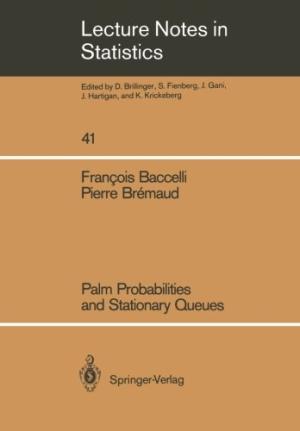 Lecture Notes in
Statistics
Edited by D. Brillinger, S. Fienberg, J. Gani,
J. Hartigan, and K. Krickeberg
41
François Baccelli
Pierre Brémaud
Palm Probabilities
and Stationary Queues
Springer-Verlag